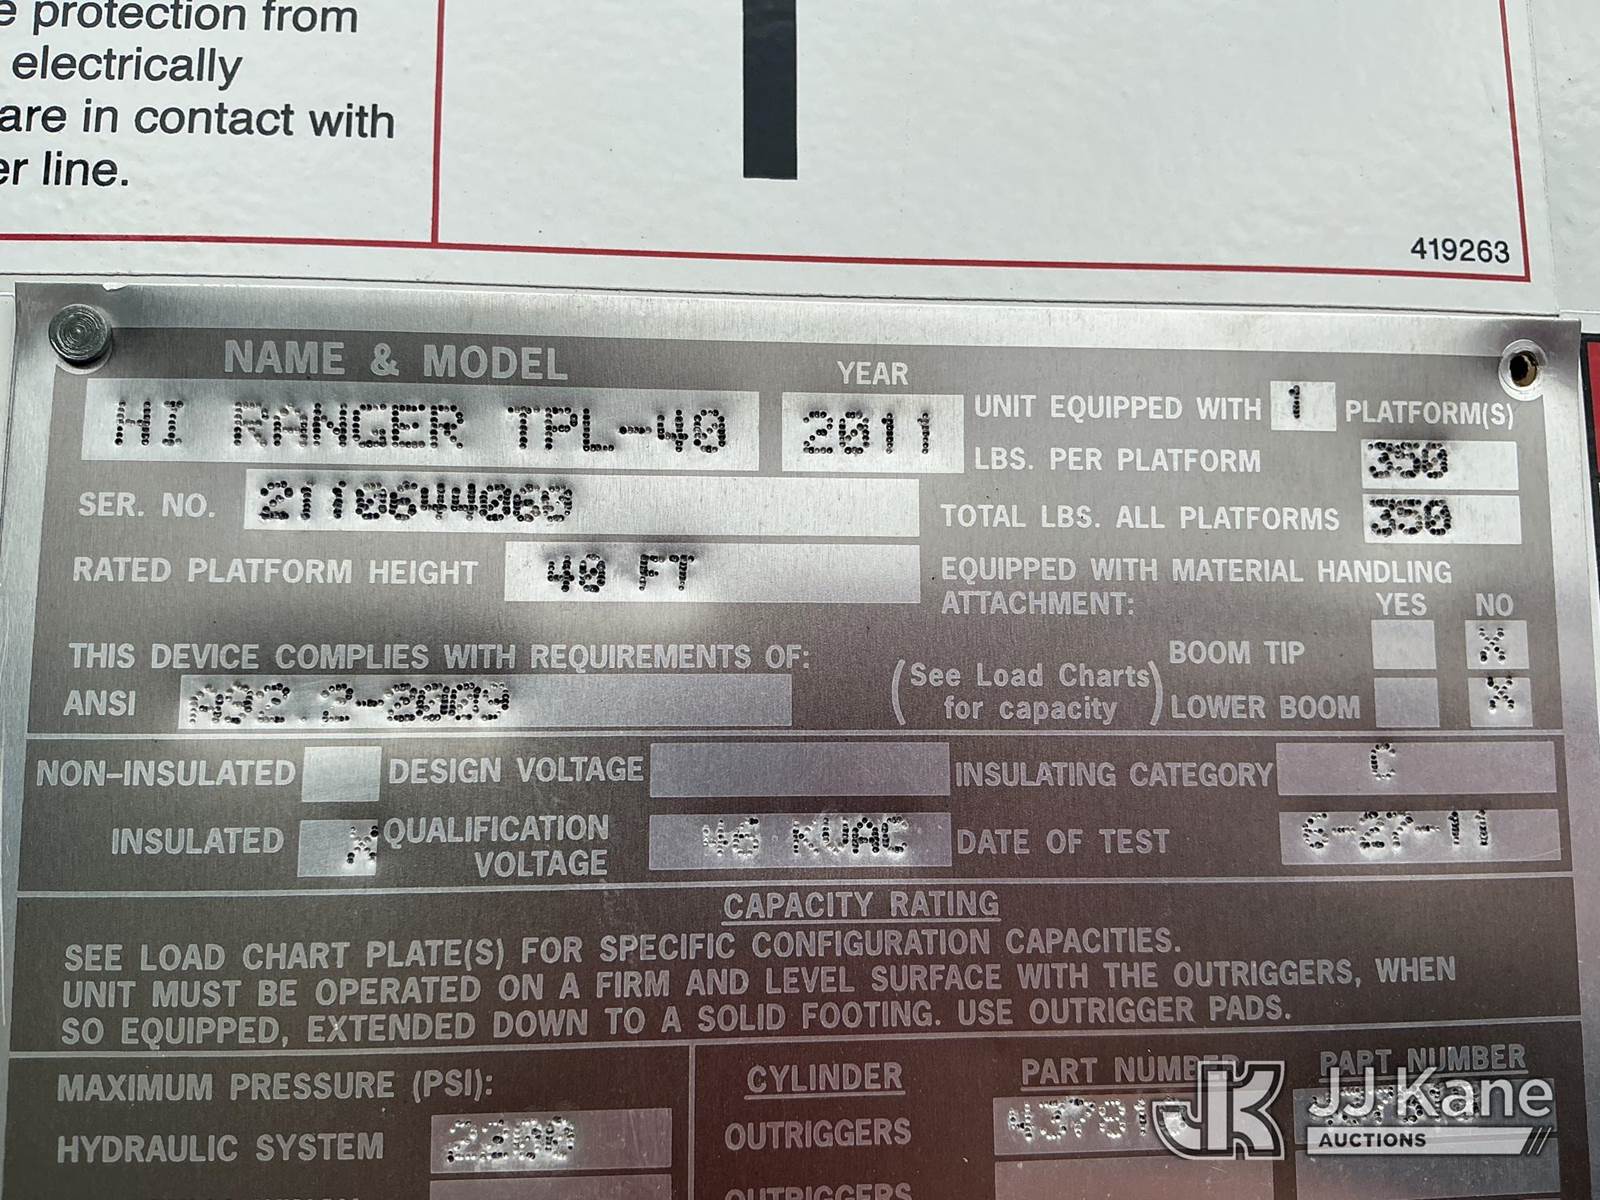 e protection from
electrically
are in contact with
er line.
419263
NAME & MODEL
YEAR
HI RANGER TPL-40
2011
UNIT EQUIPPED WITH 1 PLATFORM(S)
LBS. PER PLATFORM 350
SER. NO. 2110644060
TOTAL LBS. ALL PLATFORMS 350
RATED PLATFORM HEIGHT 40 FT
EQUIPPED WITH MATERIAL HANDLING
ATTACHMENT: YES NO
THIS DEVICE COMPLIES WITH REQUIREMENTS OF:
(See Load Charts for capacity)
BOOM TIP X
ANSI A92.2-2009
LOWER BOOM X
NON-INSULATED
DESIGN VOLTAGE
INSULATING CATEGORY C
INSULATED X
QUALIFICATION VOLTAGE 46 KVAC
DATE OF TEST 6-27-11
CAPACITY RATING
SEE LOAD CHART PLATE(S) FOR SPECIFIC CONFIGURATION CAPACITIES.
UNIT MUST BE OPERATED ON A FIRM AND LEVEL SURFACE WITH THE OUTRIGGERS, WHEN
SO EQUIPPED, EXTENDED DOWN TO A SOLID FOOTING. USE OUTRIGGER PADS.
MAXIMUM PRESSURE (PSI):
CYLINDER
PART NUMBER
PART NUMBER
HYDRAULIC SYSTEM 2200
OUTRIGGERS
OUTRIGGERS
JJ Kane
AUCTIONS